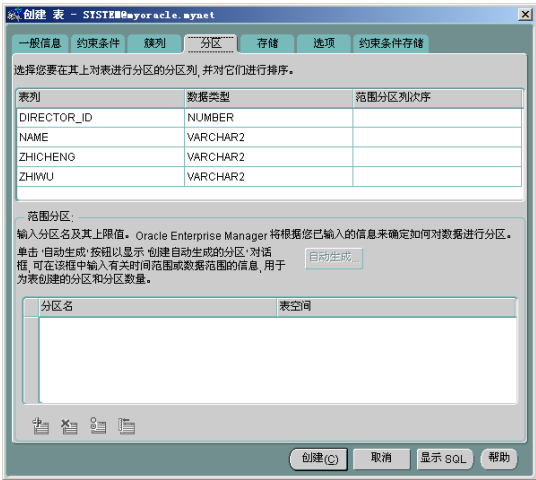 创建 表 - SYSTEM@myoracle.mynet
一般信息 约束条件 簇列 分区 存储 选项 约束条件存储
选择您要在其上对表进行分区的分区列,并对它们进行排序。
表列 数据类型 范围分区列次序
DIRECTOR_ID NUMBER
NAME VARCHAR2
ZHICHENG VARCHAR2
ZHIWU VARCHAR2
范围分区:
输入分区名及其上限值。Oracle Enterprise Manager 将根据您已输入的信息来确定如何对数据进行分区。
单击 '自动生成' 按钮以显示 '创建自动生成的分区' 对话
框,可在该框中输入有关时间范围或数据范围的信息,用于
为表创建的分区和分区数量。
自动生成...
分区名 表空间
创建(C) 取消 显示 SQL 帮助